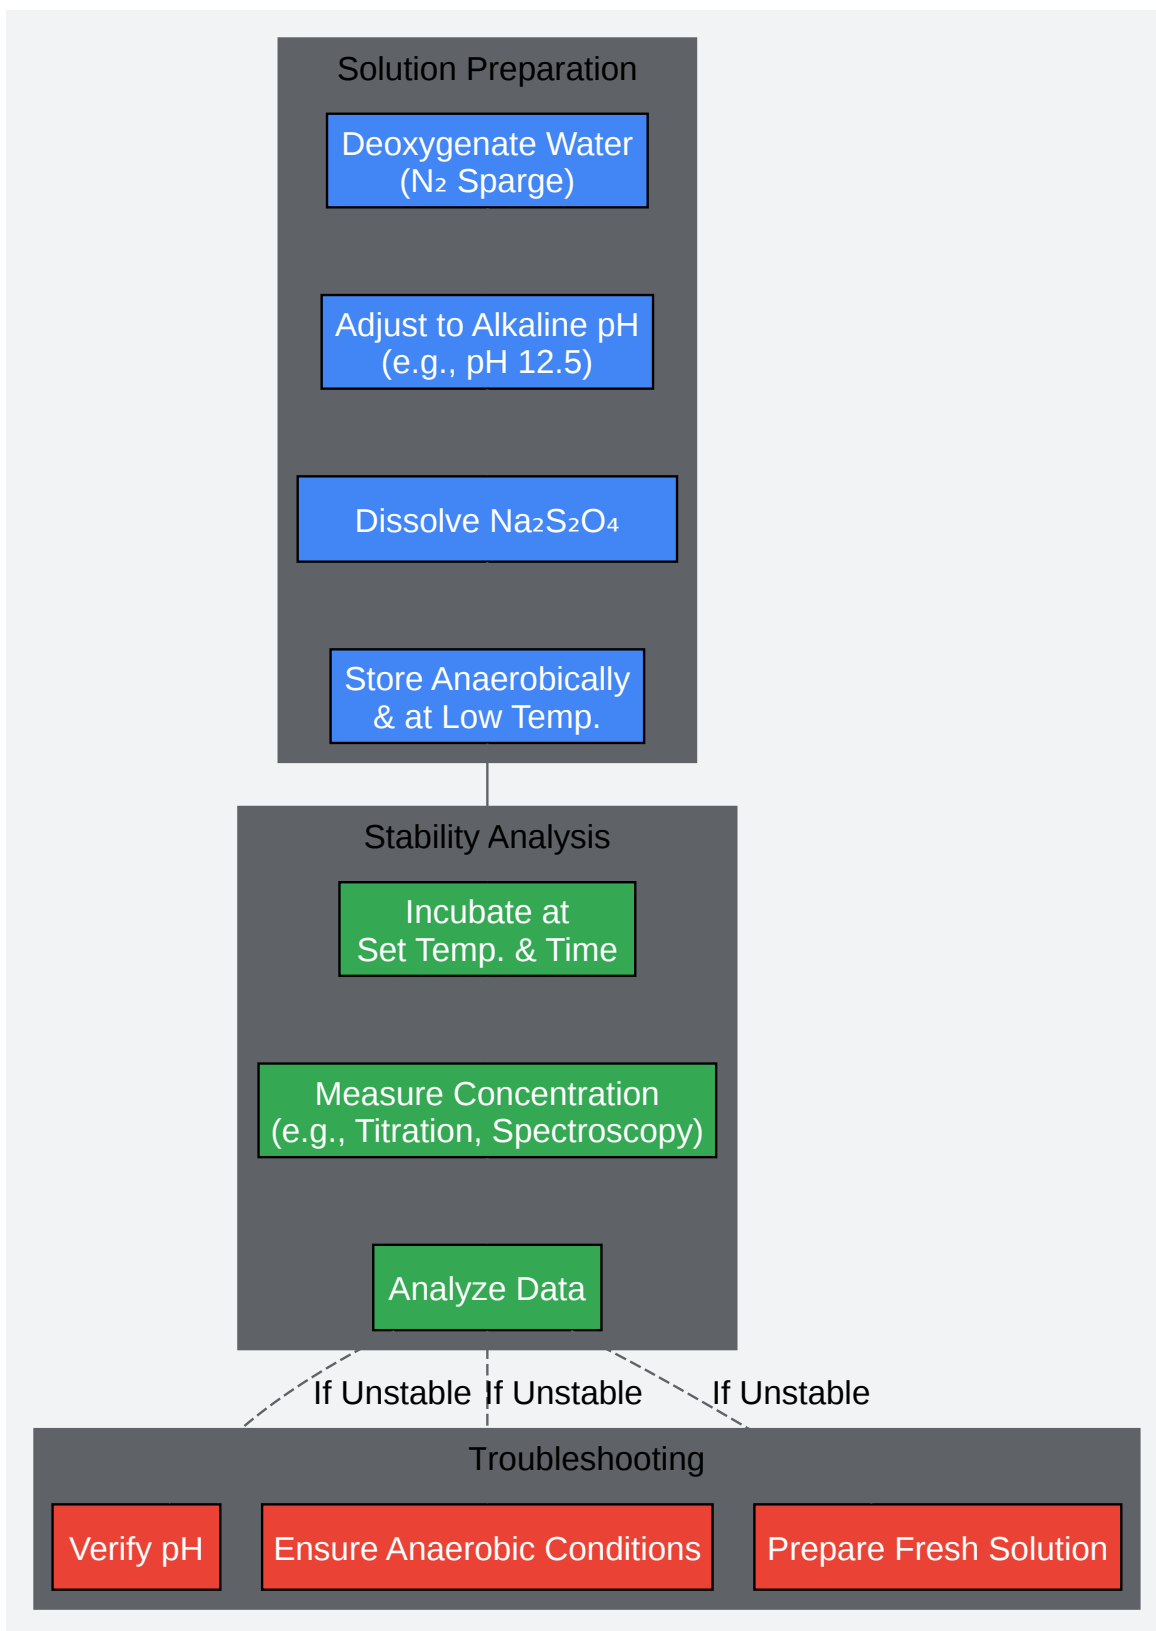 Solution Preparation
Deoxygenate Water
(N₂ Sparge)
Adjust to Alkaline pH
(e.g., pH 12.5)
Dissolve Na₂S₂O₄
Store Anaerobically
& at Low Temp.
Stability Analysis
Incubate at
Set Temp. & Time
Measure Concentration
(e.g., Titration, Spectroscopy)
Analyze Data
If Unstable
If Unstable
If Unstable
Troubleshooting
Verify pH
Ensure Anaerobic Conditions
Prepare Fresh Solution